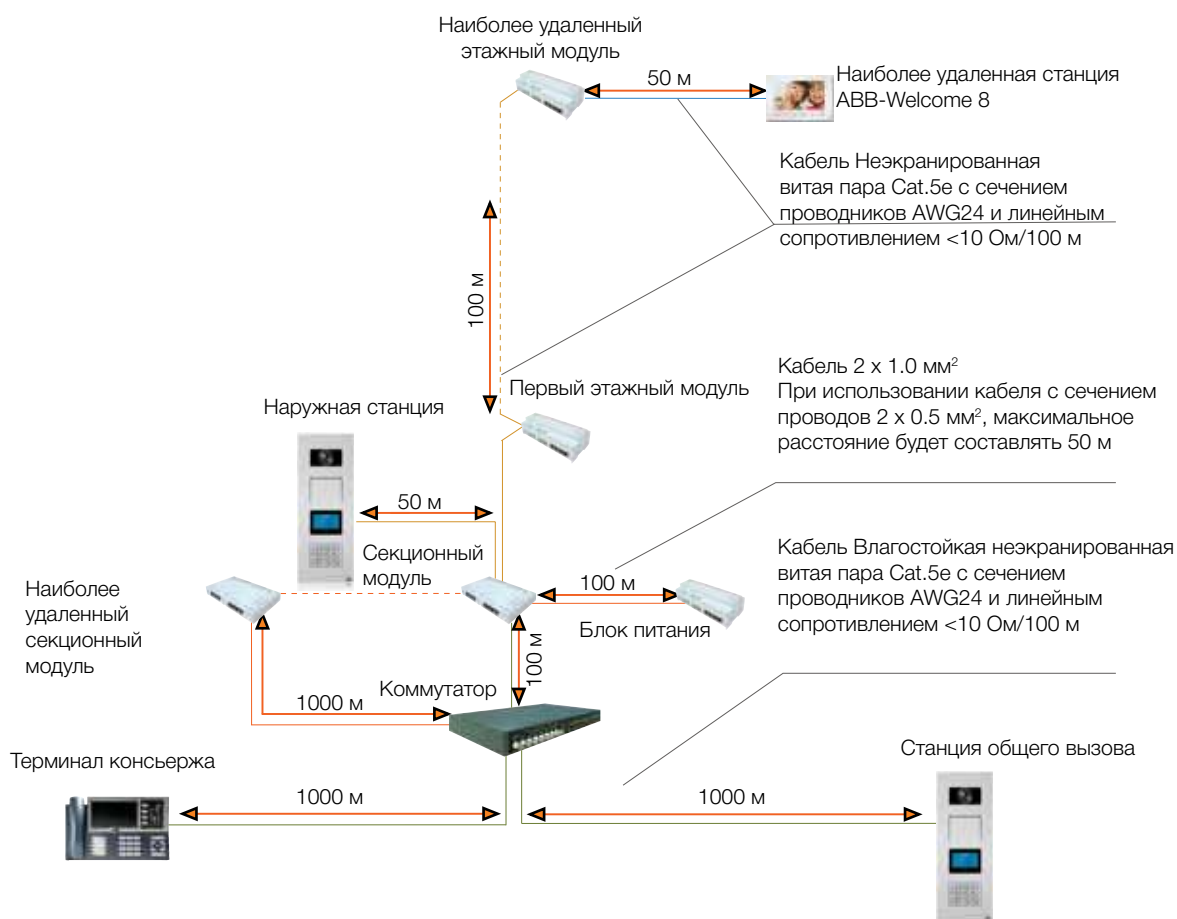 Наиболее удаленный
этажный модуль
50 м
Наиболее удаленная станция
ABB-Welcome 8
Кабель Неэкранированная
витая пара Cat.5e с сечением
проводников AWG24 и линейным
сопротивлением <10 Ом/100 м
100 м
Первый этажный модуль
Кабель 2 x 1.0 мм²
При использовании кабеля с сечением
проводов 2 x 0.5 мм², максимальное
расстояние будет составлять 50 м
Наружная станция
50 м
Секционный
модуль
Наиболее
удаленный
секционный
модуль
100 м
Блок питания
Кабель Влагостойкая неэкранированная
витая пара Cat.5e с сечением
проводников AWG24 и линейным
сопротивлением <10 Ом/100 м
100 м
1000 м
Коммутатор
Терминал консьержа
1000 м
1000 м
Станция общего вызова